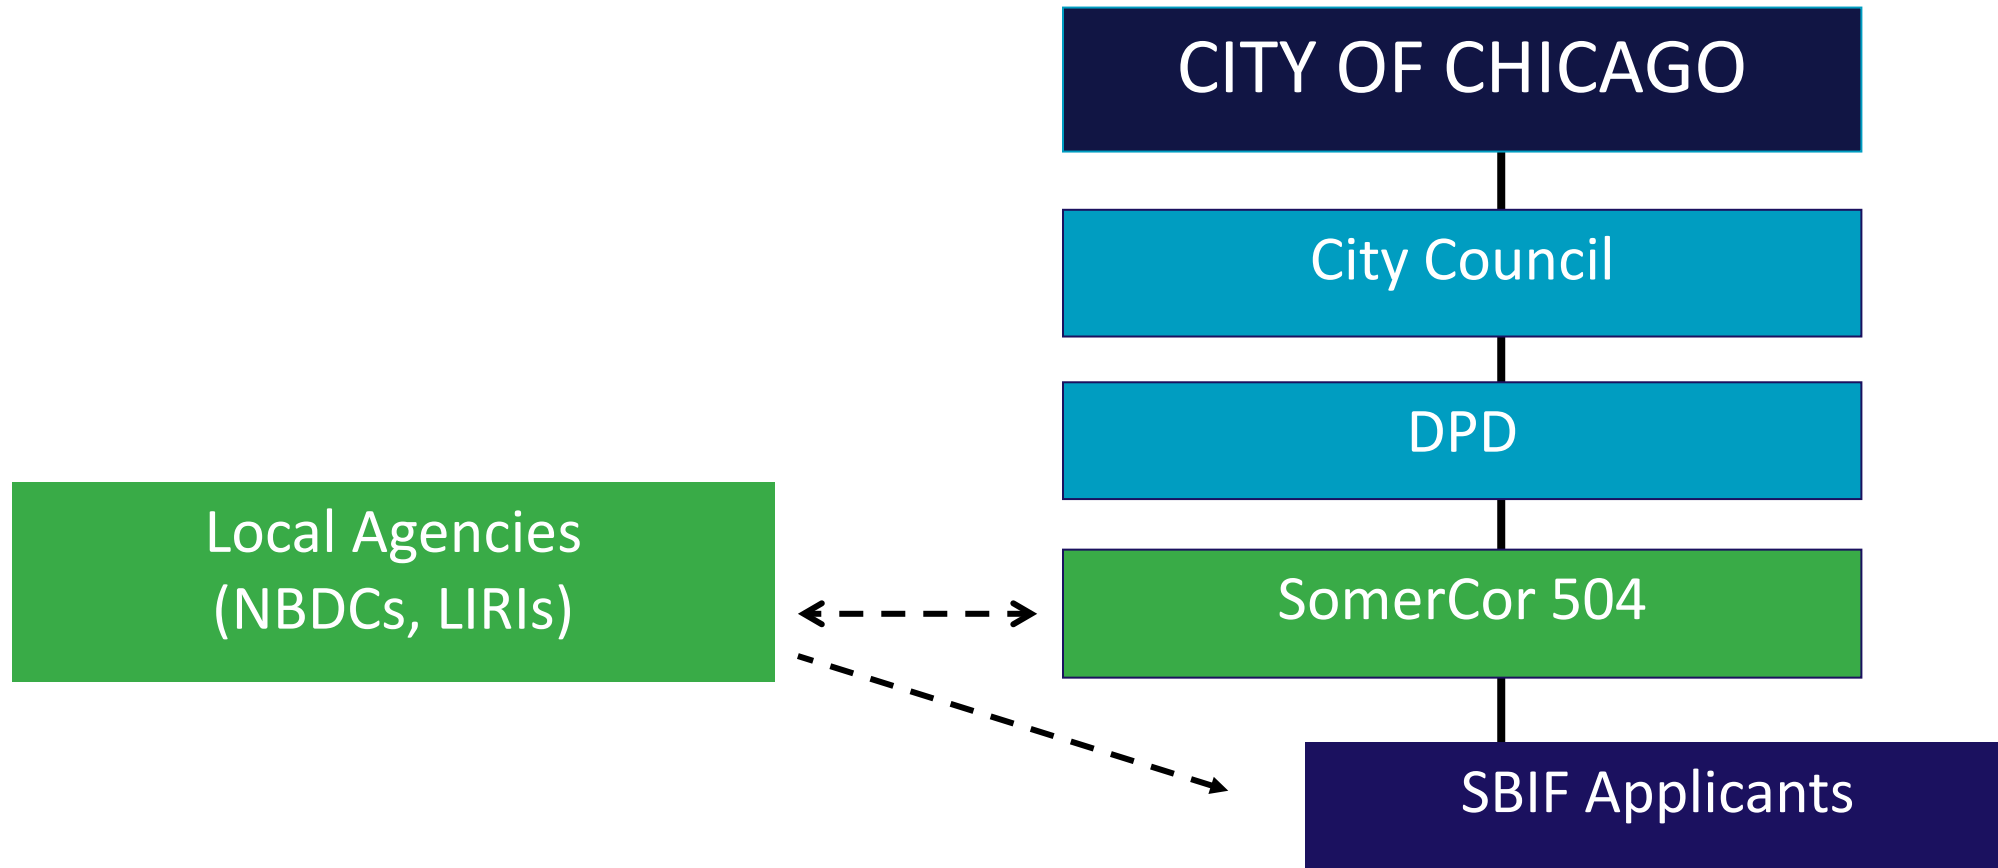 CITY OF CHICAGO
City Council
DPD
Local Agencies
(NBDCs, LIRIs)
SomerCor 504
SBIF Applicants